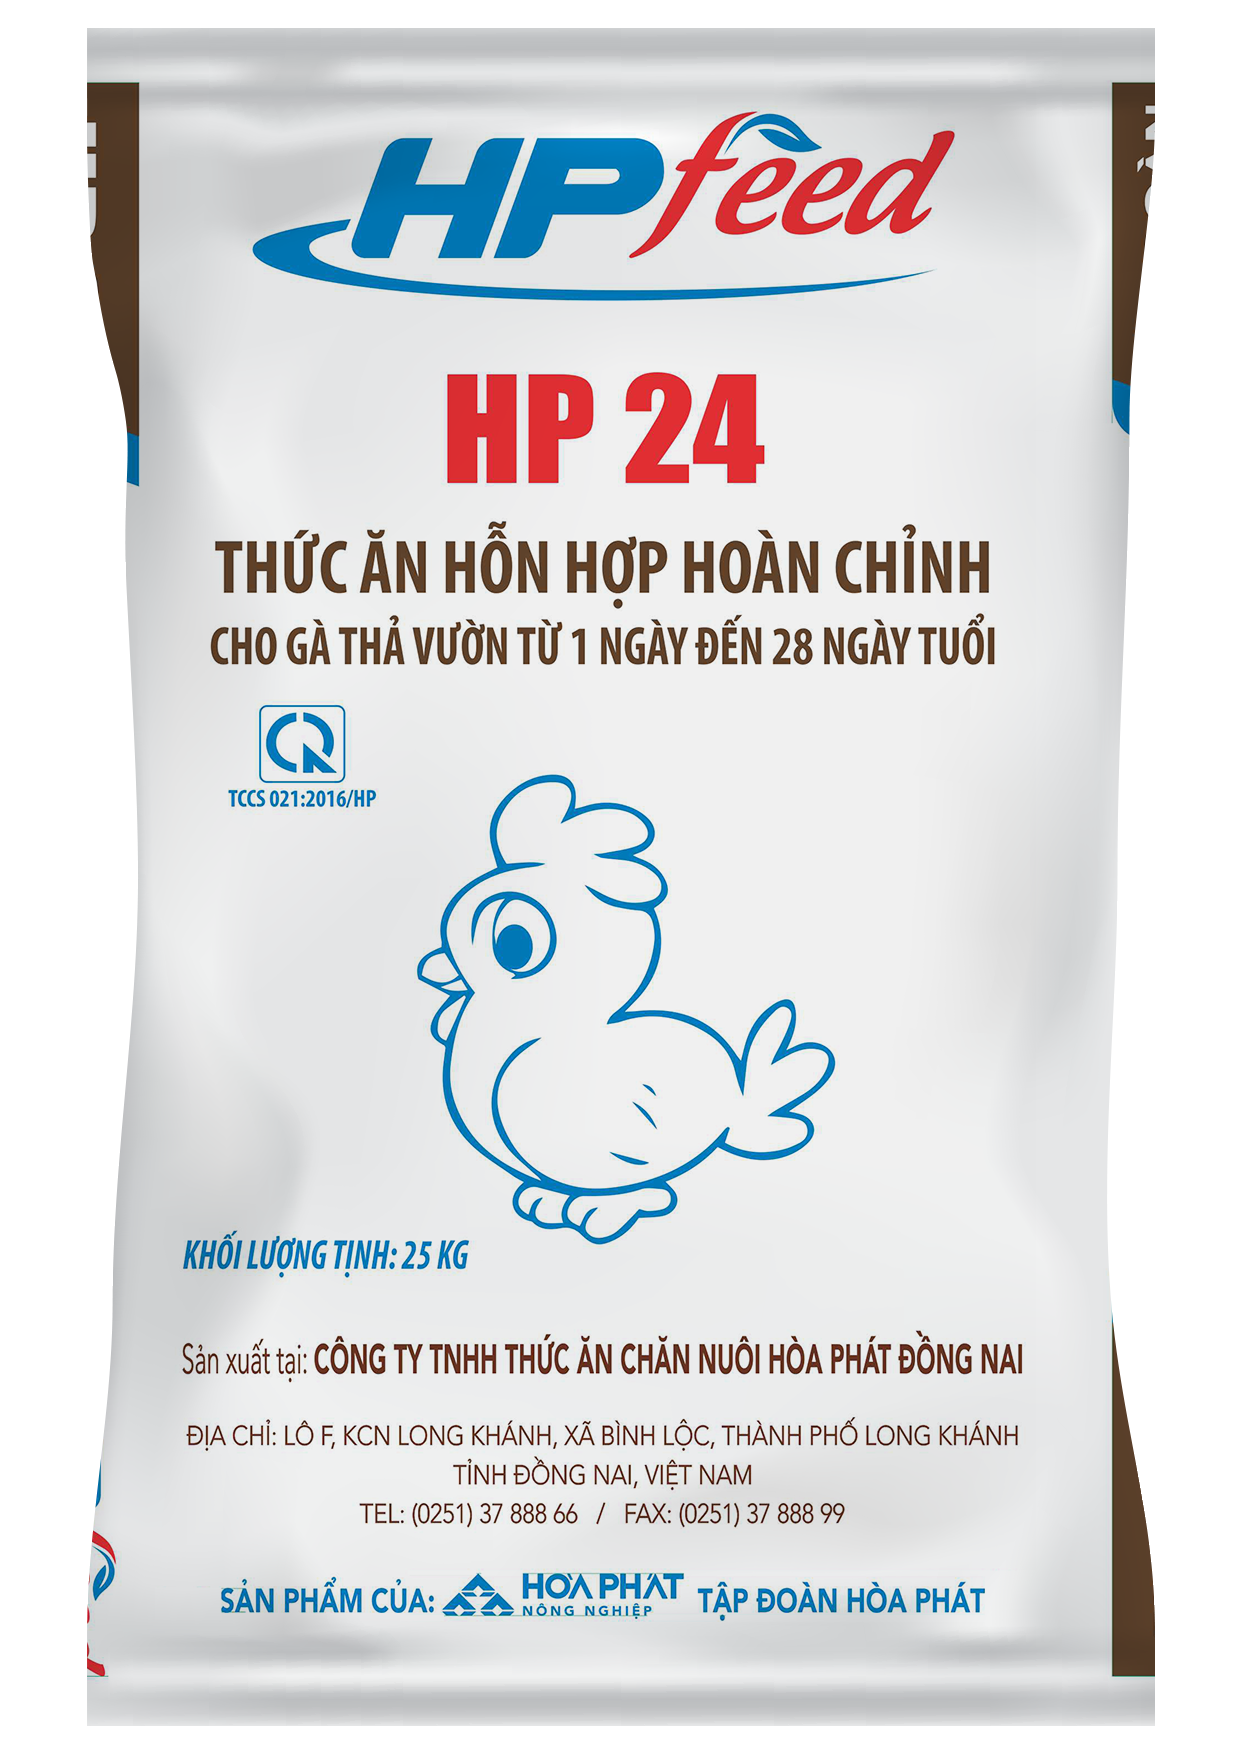 HPfeed
HP 24
THỨC ĂN HỖN HỢP HOÀN CHỈNH
CHO GÀ THẢ VƯỜN TỪ 1 NGÀY ĐẾN 28 NGÀY TUỔI
TCCS 021:2016/HP
KHỐI LƯỢNG TỊNH: 25 KG
Sản xuất tại: CÔNG TY TNHH THỨC ĂN CHĂN NUÔI HÒA PHÁT ĐỒNG NAI
ĐỊA CHỈ: LÔ F, KCN LONG KHÁNH, XÃ BÌNH LỘC, THÀNH PHỐ LONG KHÁNH
TỈNH ĐỒNG NAI, VIỆT NAM
TEL: (0251) 37 888 66 / FAX: (0251) 37 888 99
SẢN PHẨM CỦA: HÒA PHÁT NÔNG NGHIỆP TẬP ĐOÀN HÒA PHÁT